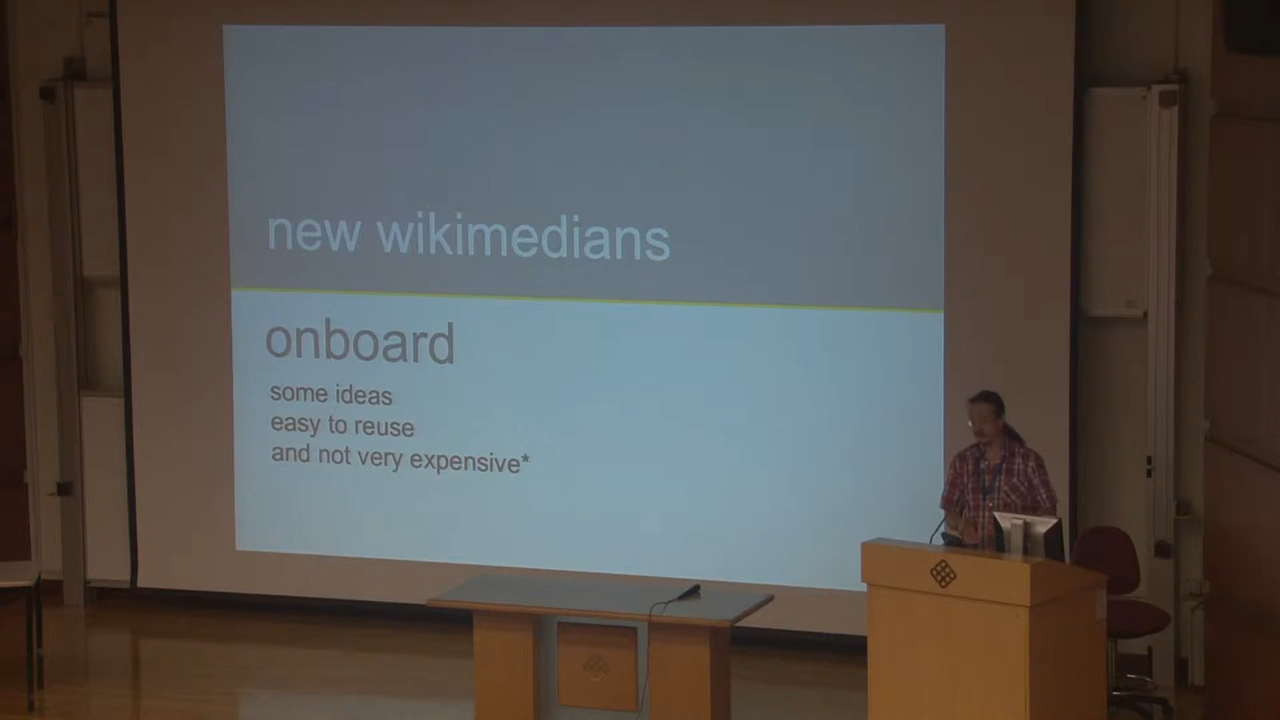 new wikimedians
onboard
some ideas
easy to reuse
and not very expensive*